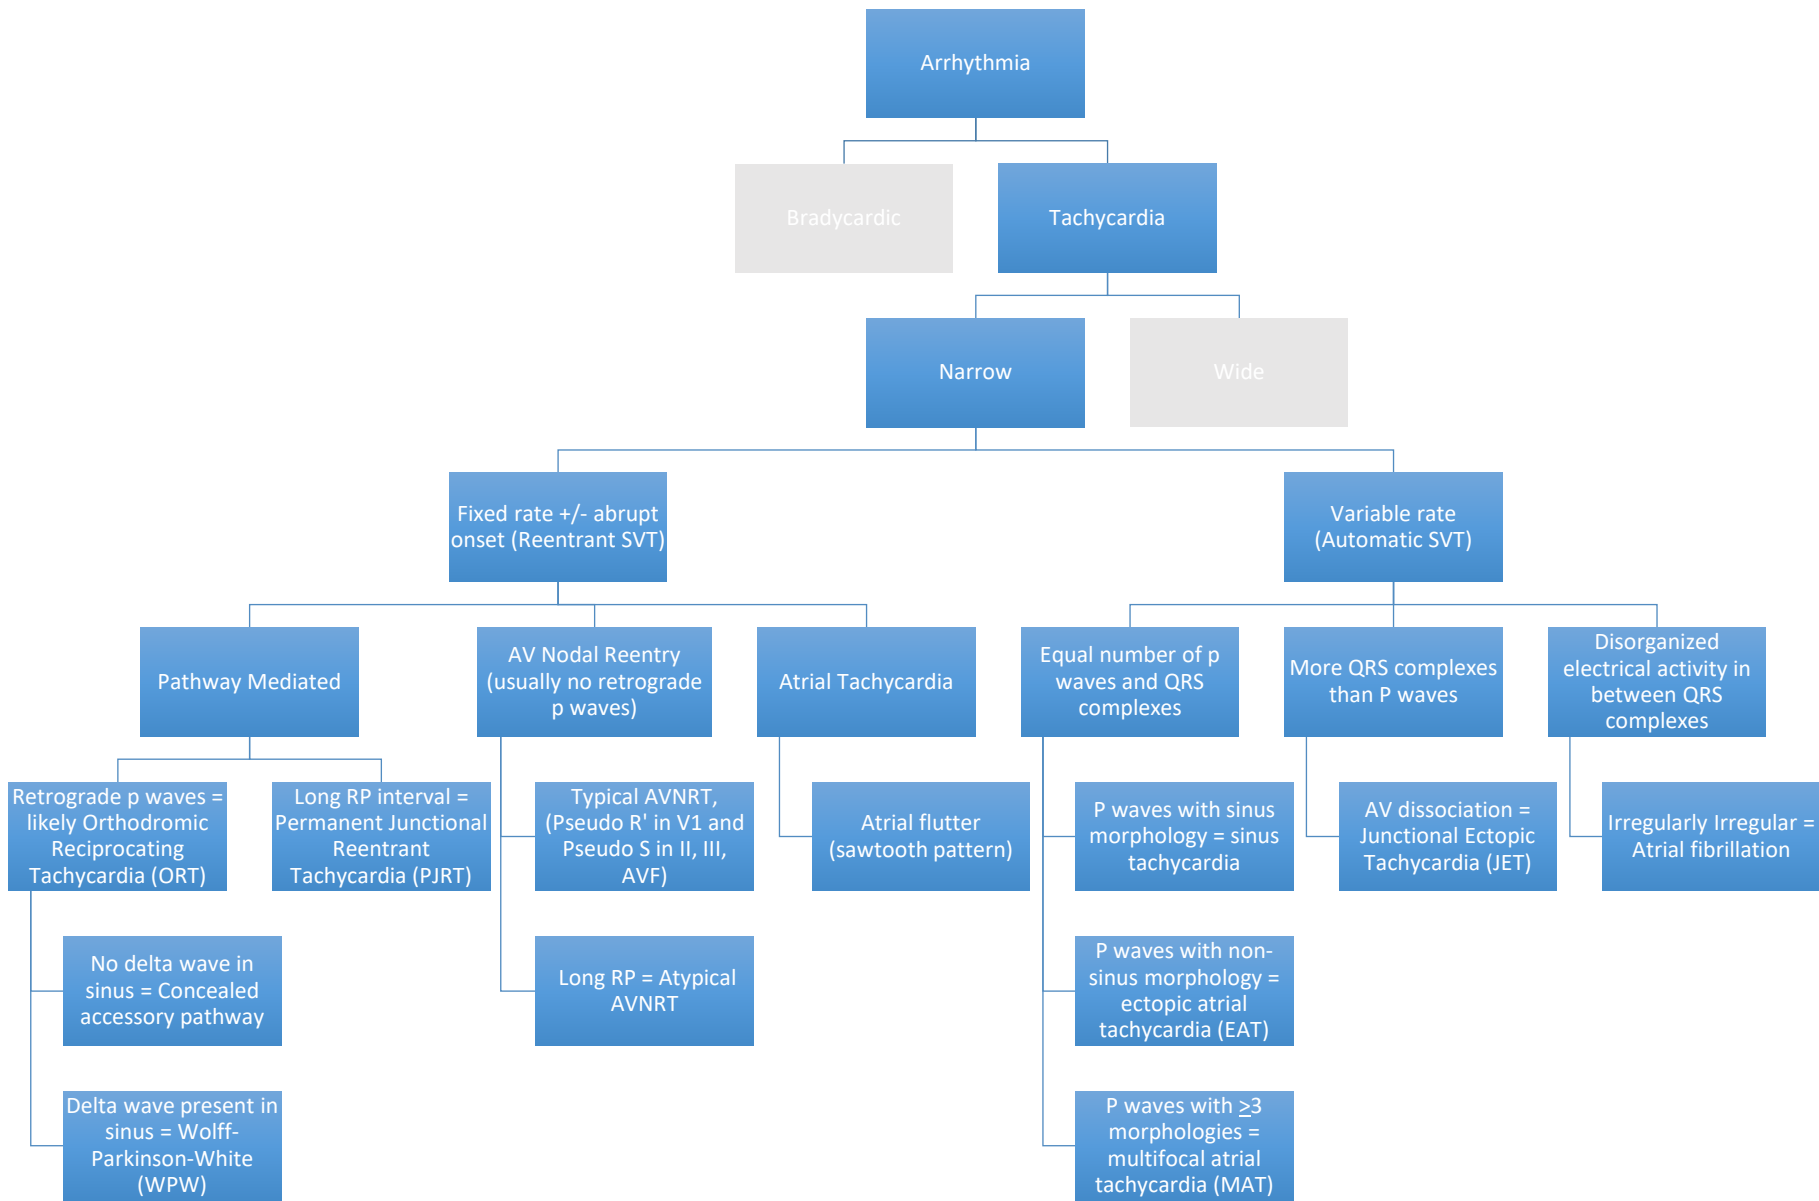 Arrhythmia
Bradycardic
Tachycardia
Narrow
Wide
Fixed rate +/- abrupt
onset (Reentrant SVT)
Variable rate
(Automatic SVT)
Pathway Mediated
AV Nodal Reentry
(usually no retrograde
p waves)
Atrial Tachycardia
Equal number of p
waves and QRS
complexes
More QRS complexes
than P waves
Disorganized
electrical activity in
between QRS
complexes
Retrograde p waves =
likely Orthodromic
Reciprocating
Tachycardia (ORT)
Long RP interval =
Permanent Junctional
Reentrant
Tachycardia (PJRT)
Typical AVNRT,
(Pseudo R' in V1 and
Pseudo S in II, III,
AVF)
Atrial flutter
(sawtooth pattern)
P waves with sinus
morphology = sinus
tachycardia
AV dissociation =
Junctional Ectopic
Tachycardia (JET)
Irregularly Irregular =
Atrial fibrillation
No delta wave in
sinus = Concealed
accessory pathway
Long RP = Atypical
AVNRT
P waves with non-
sinus morphology =
ectopic atrial
tachycardia (EAT)
Delta wave present in
sinus = Wolff-
Parkinson-White
(WPW)
P waves with ≥3
morphologies =
multifocal atrial
tachycardia (MAT)